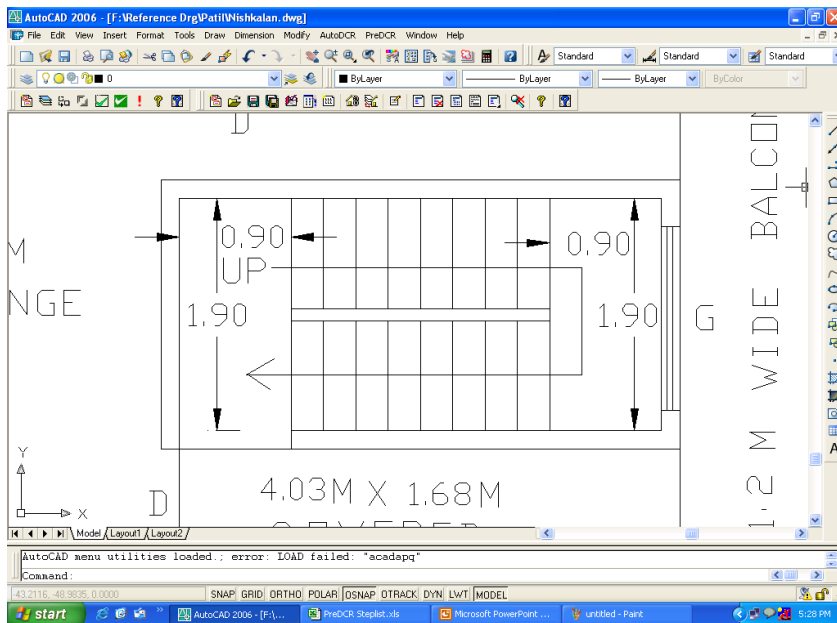 AutoCAD 2006 - [F:\Reference Drg\Patil\Nishkalan.dwg]
File Edit View Insert Format Tools Draw Dimension Modify AutoDCR PreDCR Window Help
Standard Standard Standard
0 ByLayer ByLayer ByLayer ByColor
D
0.90 0.90
UP
M
NGE
1.90 1.90
G
1.2 M WIDE BALCON
D
4.03M X 1.68M
COVERED
Y
X
Model Layout1 Layout2
AutoCAD menu utilities loaded.; error: LOAD failed: "acadapq"
Command:
-43.2116, -48.9835, 0.0000 SNAP GRID ORTHO POLAR OSNAP OTRACK DYN LWT MODEL
start AutoCAD 2006 - [F:\... PreDCR Steplist.xls Microsoft PowerPoint ... untitled - Paint 5:28 PM